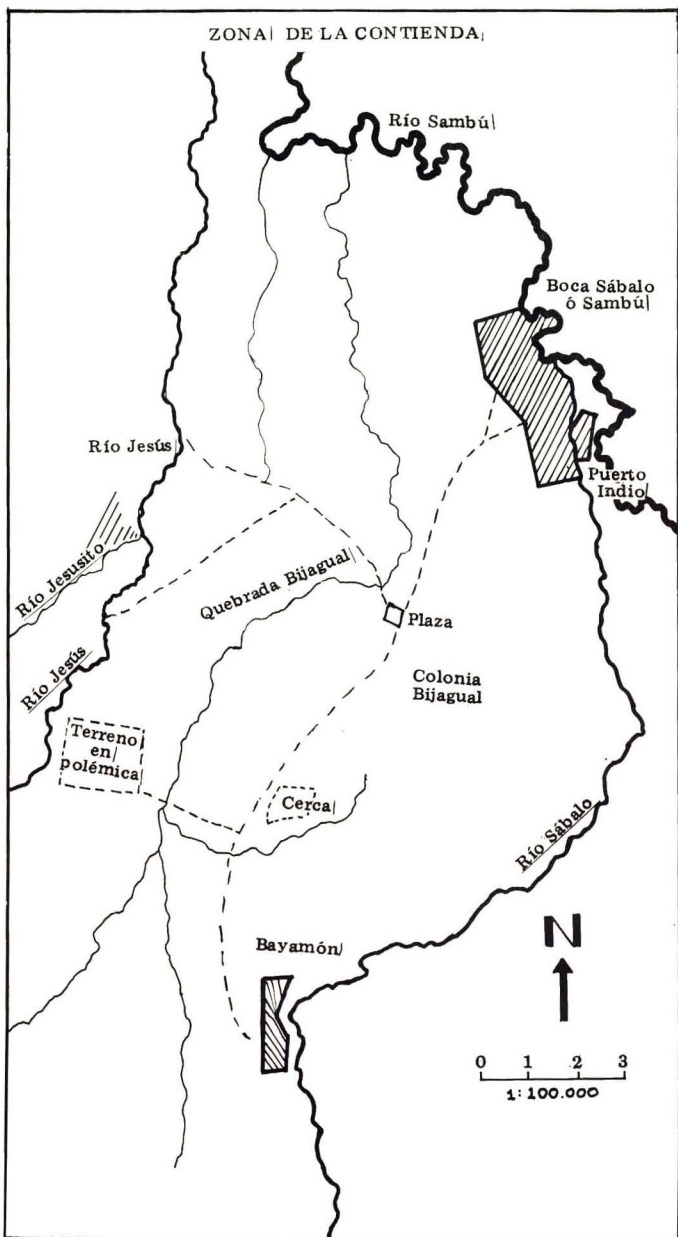 ZONA DE LA CONTIENDA
Río Sambú
Boca Sábalo
ó Sambú
Río Jesús
Puerto
Indio
Río Jesusito
Quebrada Bijagual
Plaza
Río Jesús
Colonia
Bijagual
Terreno
en
polémica
Cerca
Río Sábalo
Bayamón
N
0 1 2 3
1:100.000